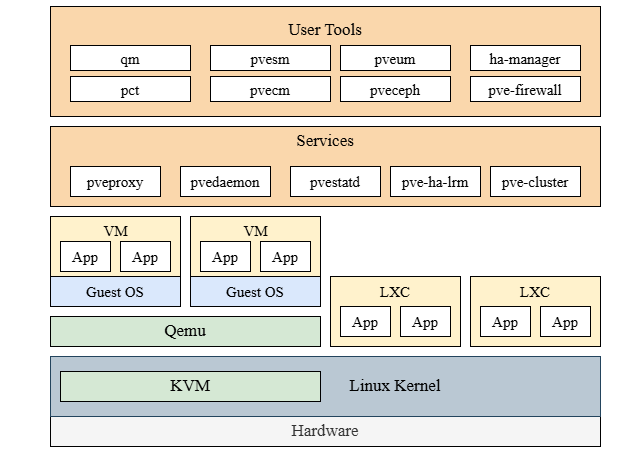 User Tools
qm
pvesm
pveum
ha-manager
pct
pvecm
pveceph
pve-firewall
Services
pveproxy
pvedaemon
pvestatd
pve-ha-lrm
pve-cluster
VM
App
App
Guest OS
VM
App
App
Guest OS
Qemu
LXC
App
App
LXC
App
App
KVM
Linux Kernel
Hardware